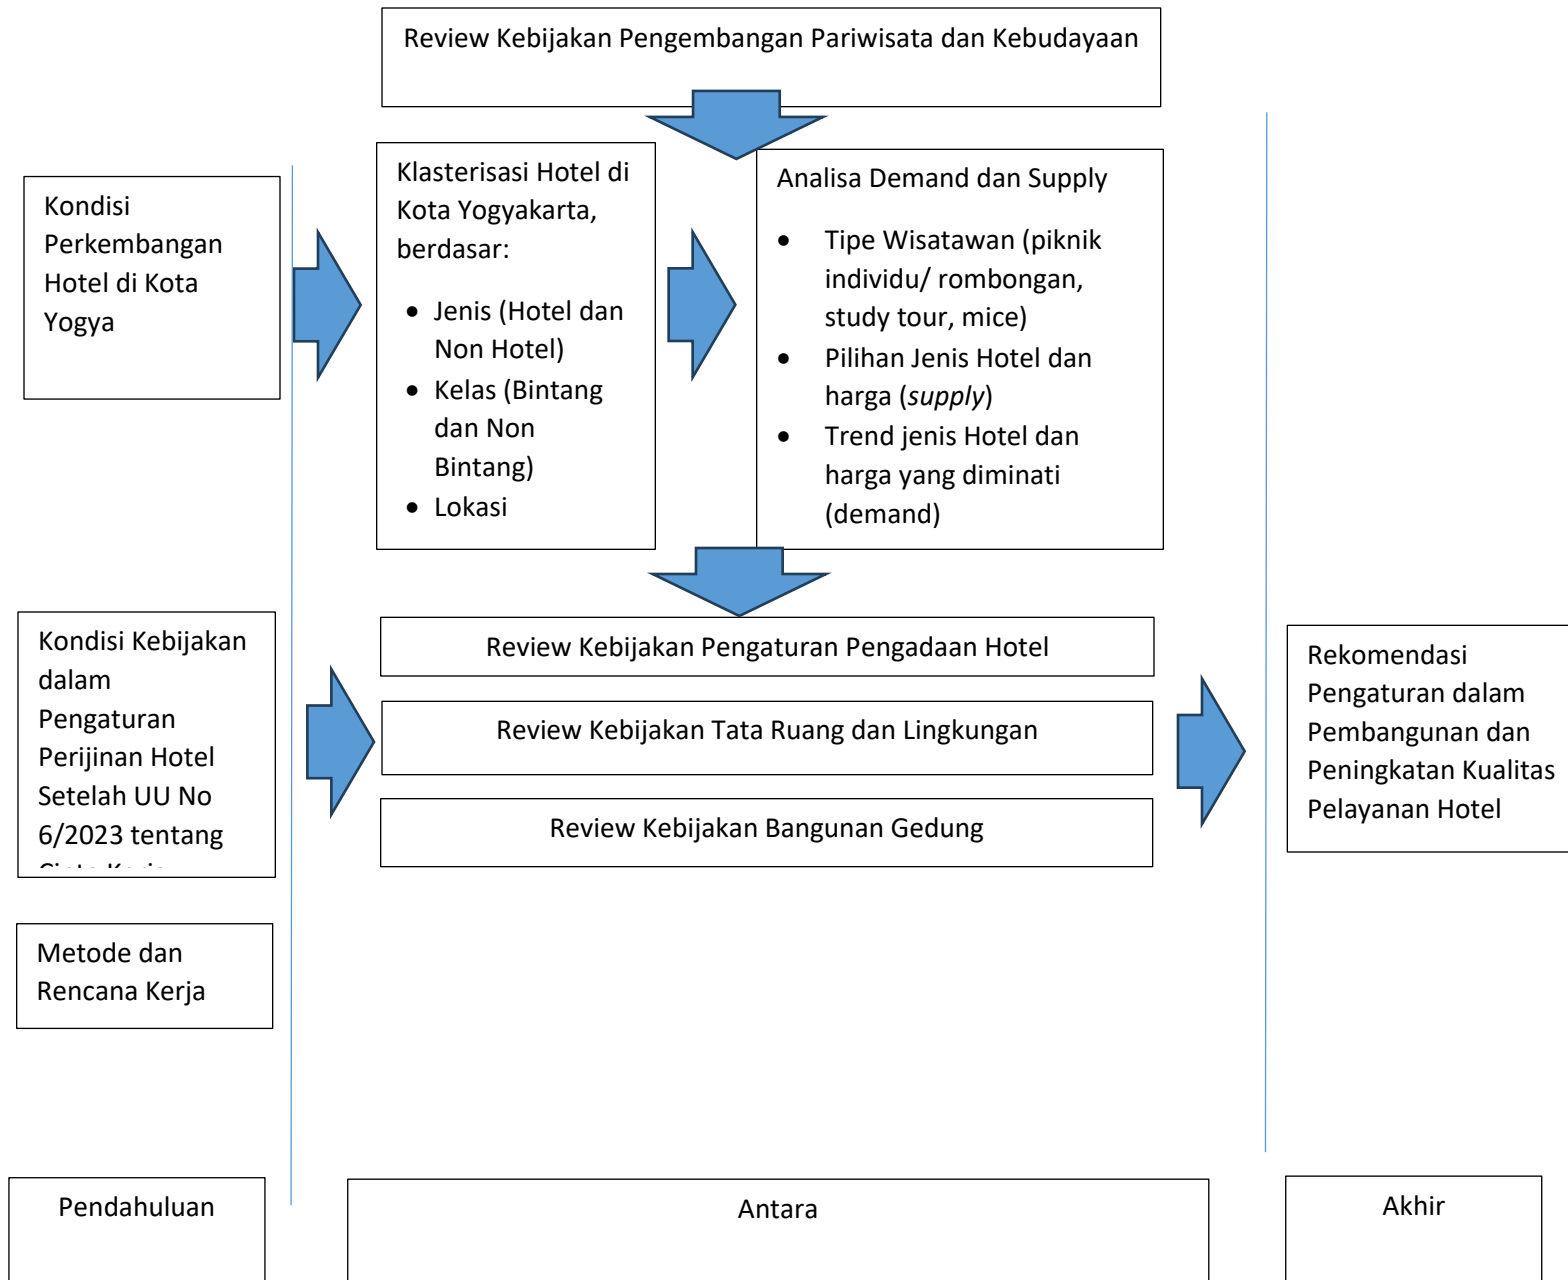 Review Kebijakan Pengembangan Pariwisata dan Kebudayaan
Kondisi
Perkembangan
Hotel di Kota
Yogya
Klasterisasi Hotel di
Kota Yogyakarta,
berdasar:
• Jenis (Hotel dan
Non Hotel)
• Kelas (Bintang
dan Non
Bintang)
• Lokasi
Analisa Demand dan Supply
• Tipe Wisatawan (piknik
individu/ rombongan,
study tour, mice)
• Pilihan Jenis Hotel dan
harga (supply)
• Trend jenis Hotel dan
harga yang diminati
(demand)
Kondisi Kebijakan
dalam
Pengaturan
Perijinan Hotel
Setelah UU No
6/2023 tentang
Review Kebijakan Pengaturan Pengadaan Hotel
Review Kebijakan Tata Ruang dan Lingkungan
Review Kebijakan Bangunan Gedung
Rekomendasi
Pengaturan dalam
Pembangunan dan
Peningkatan Kualitas
Pelayanan Hotel
Metode dan
Rencana Kerja
Pendahuluan
Antara
Akhir